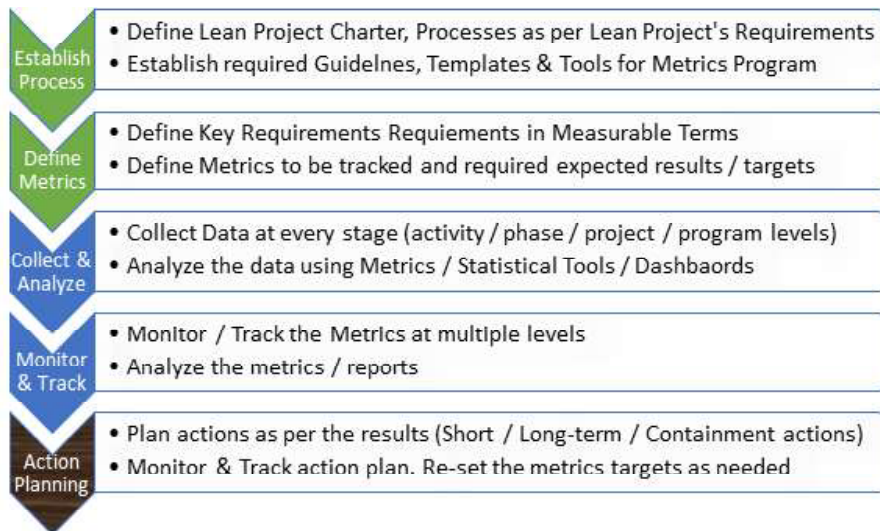 Establish
Process
• Define Lean Project Charter, Processes as per Lean Project's Requirements
• Establish required Guidelnes, Templates & Tools for Metrics Program
Define
Metrics
• Define Key Requirements Requiements in Measurable Terms
• Define Metrics to be tracked and required expected results / targets
Collect &
Analyze
• Collect Data at every stage (activity / phase / project / program levels)
• Analyze the data using Metrics / Statistical Tools / Dashbaords
Monitor
& Track
• Monitor / Track the Metrics at multiple levels
• Analyze the metrics / reports
Action
Planning
• Plan actions as per the results (Short / Long-term / Containment actions)
• Monitor & Track action plan. Re-set the metrics targets as needed